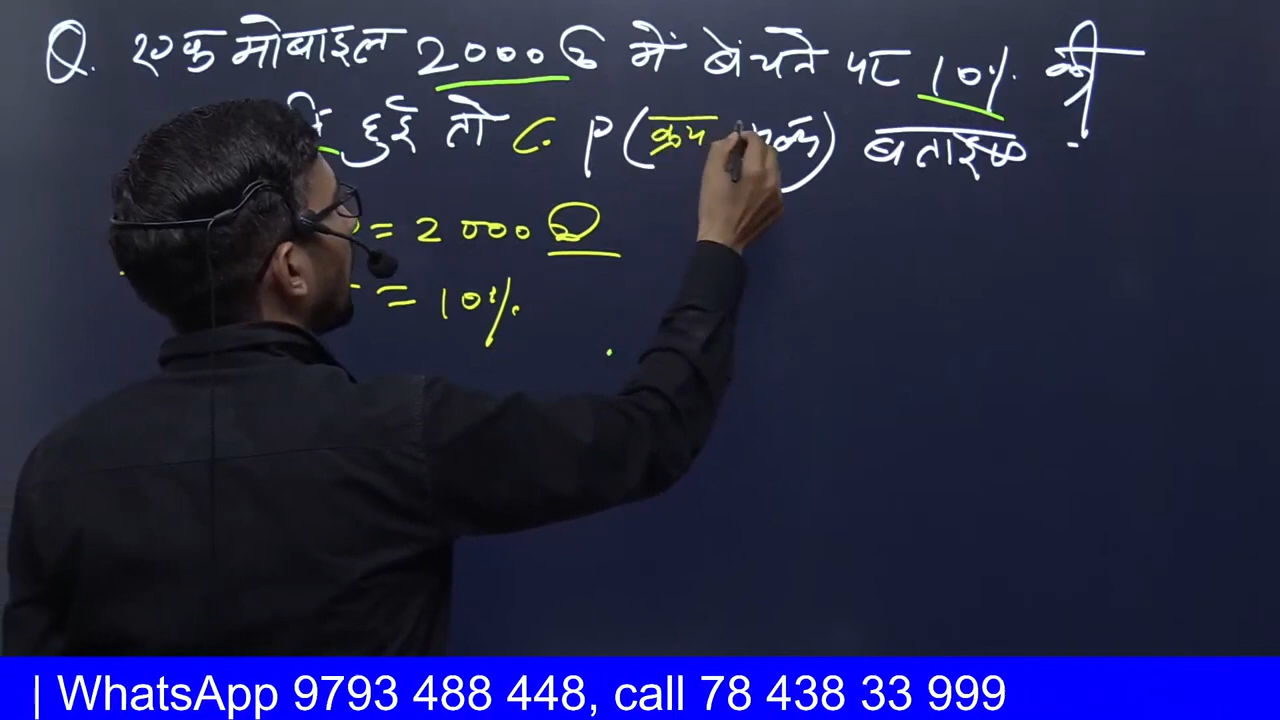 Q. एक मोबाइल 2000 ₹ में बेचने पर 10% की
हुई तो C. P (क्रय मूल्य) बताइए
= 2000 ₹
= 10%
| WhatsApp 9793 488 448, call 78 438 33 999